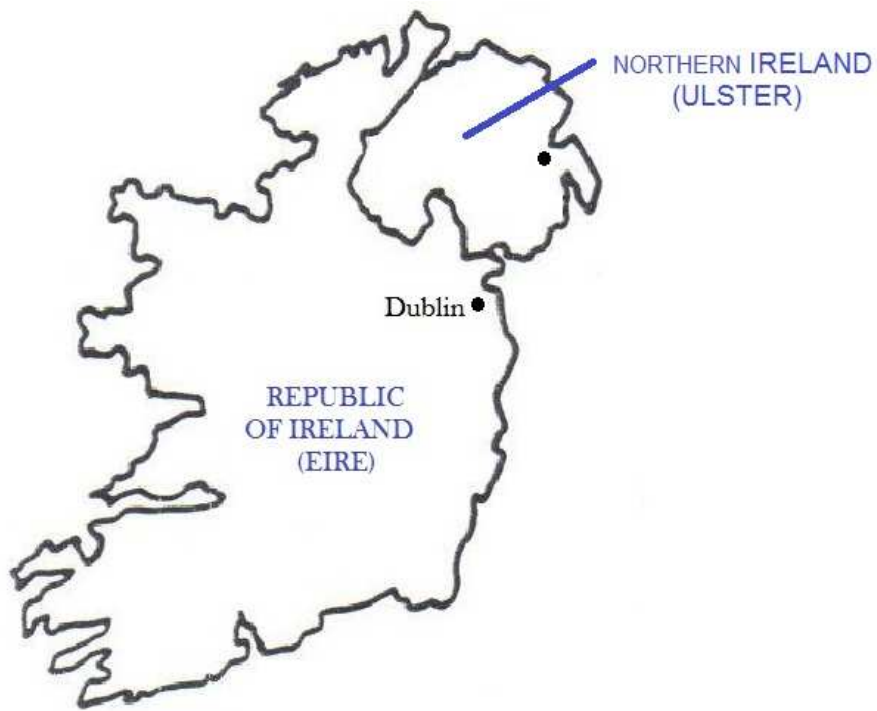 NORTHERN IRELAND
(ULSTER)
Dublin
REPUBLIC
OF IRELAND
(EIRE)